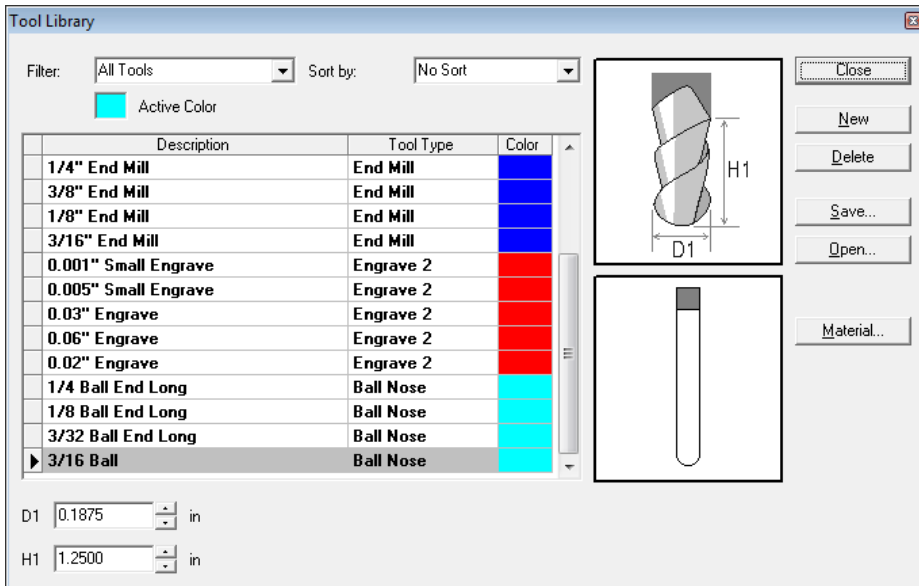 Tool Library
Filter: All Tools Sort by: No Sort
Active Color
Description Tool Type Color
1/4" End Mill End Mill
3/8" End Mill End Mill
1/8" End Mill End Mill
3/16" End Mill End Mill
0.001" Small Engrave Engrave 2
0.005" Small Engrave Engrave 2
0.03" Engrave Engrave 2
0.06" Engrave Engrave 2
0.02" Engrave Engrave 2
1/4 Ball End Long Ball Nose
1/8 Ball End Long Ball Nose
3/32 Ball End Long Ball Nose
3/16 Ball Ball Nose
D1 0.1875 in
H1 1.2500 in
H1
D1
Close
New
Delete
Save...
Open...
Material...